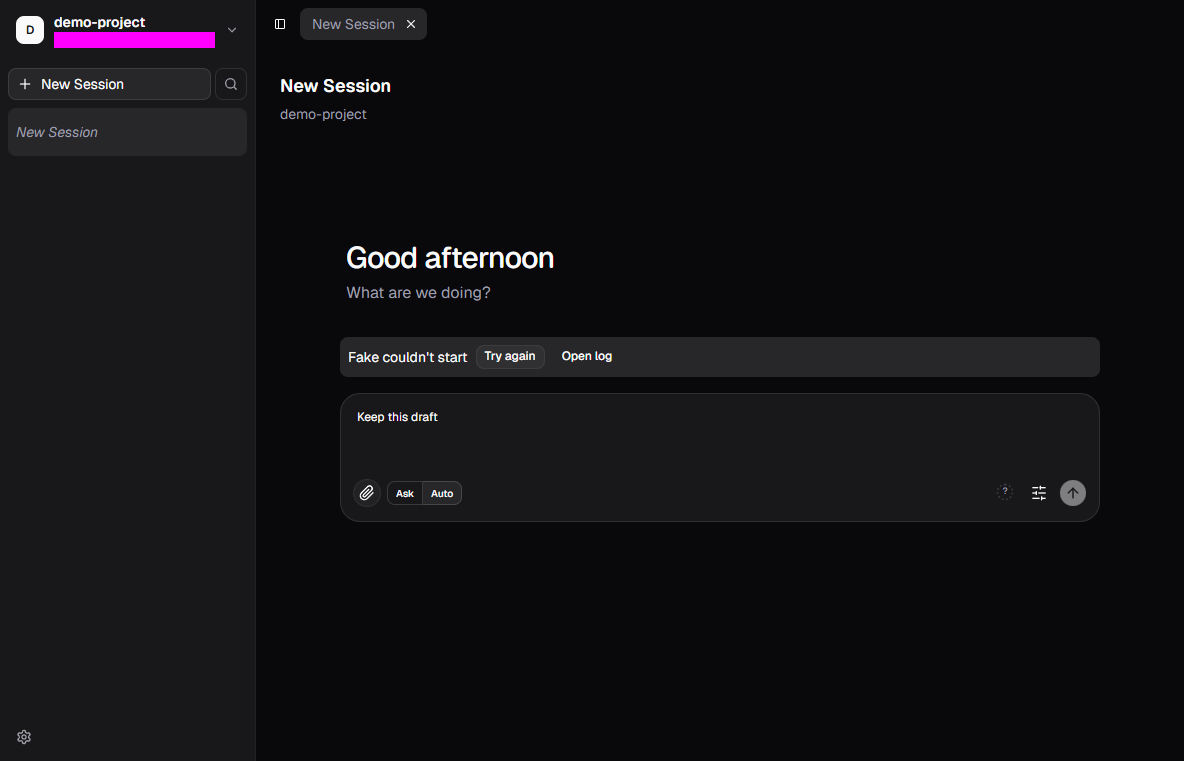 D
demo-project
New Session
New Session
New Session
New Session
demo-project
Good afternoon
What are we doing?
Fake couldn't start
Try again
Open log
Keep this draft
Ask
Auto
?